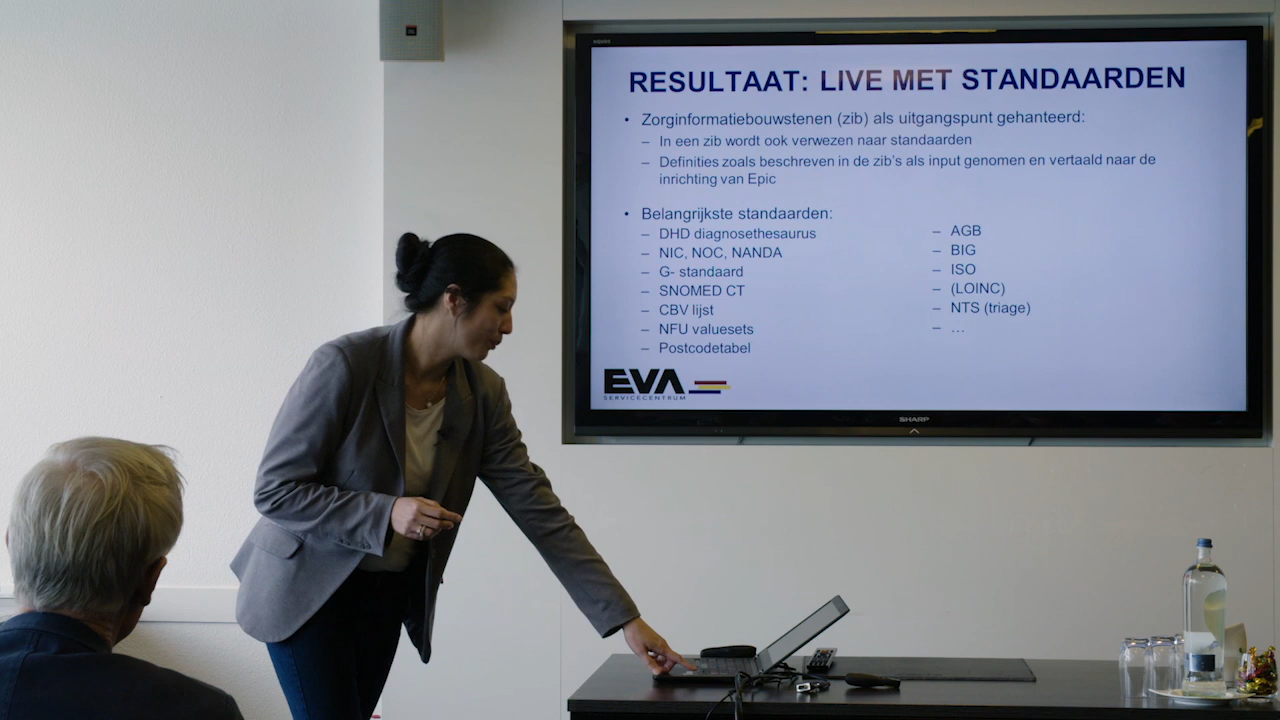 RESULTAAT: LIVE MET STANDAARDEN
• Zorginformatiebouwstenen (zib) als uitgangspunt gehanteerd:
– In een zib wordt ook verwezen naar standaarden
– Definities zoals beschreven in de zib's als input genomen en vertaald naar de
inrichting van Epic
• Belangrijkste standaarden:
– DHD diagnosethesaurus
– NIC, NOC, NANDA
– G- standaard
– SNOMED CT
– CBV lijst
– NFU valuesets
– Postcodetabel
– AGB
– BIG
– ISO
– (LOINC)
– NTS (triage)
– ...
EVA
SERVICECENTRUM
SHARP